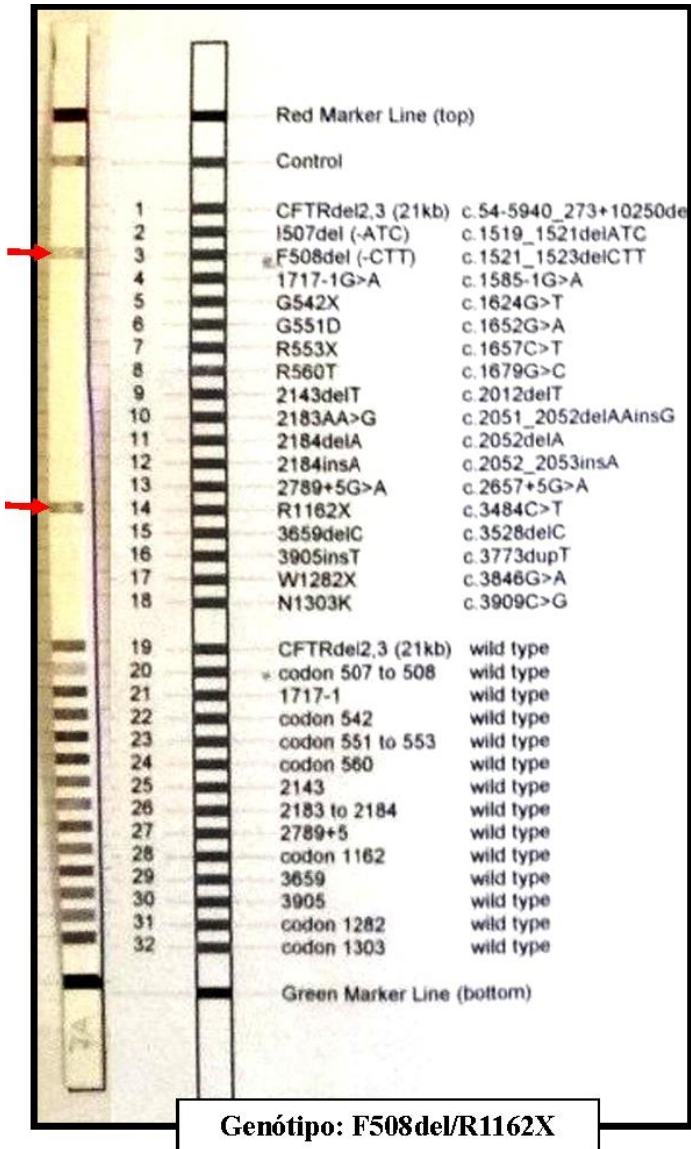 Red Marker Line (top)
Control
1 CFTRdel2,3 (21kb) c.54-5940_273+10250de
2 I507del (-ATC) c.1519_1521delATC
3 F508del (-CTT) c.1521_1523delCTT
4 1717-1G>A c.1585-1G>A
5 G542X c.1624G>T
6 G551D c.1652G>A
7 R553X c.1657C>T
8 R560T c.1679G>C
9 2143delT c.2012delT
10 2183AA>G c.2051_2052delAAinsG
11 2184delA c.2052delA
12 2184insA c.2052_2053insA
13 2789+5G>A c.2657+5G>A
14 R1162X c.3484C>T
15 3659delC c.3528delC
16 3905insT c.3773dupT
17 W1282X c.3846G>A
18 N1303K c.3909C>G
19 CFTRdel2,3 (21kb) wild type
20 codon 507 to 508 wild type
21 1717-1 wild type
22 codon 542 wild type
23 codon 551 to 553 wild type
24 codon 560 wild type
25 2143 wild type
26 2183 to 2184 wild type
27 2789+5 wild type
28 codon 1162 wild type
29 3659 wild type
30 3905 wild type
31 codon 1282 wild type
32 codon 1303 wild type
Green Marker Line (bottom)
Genótipo: F508del/R1162X